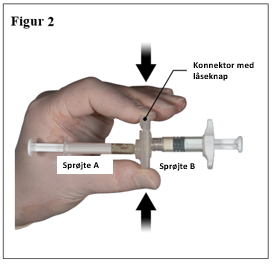 Figur 2
Konnektor med
låseknap
Sprøjte A
Sprøjte B